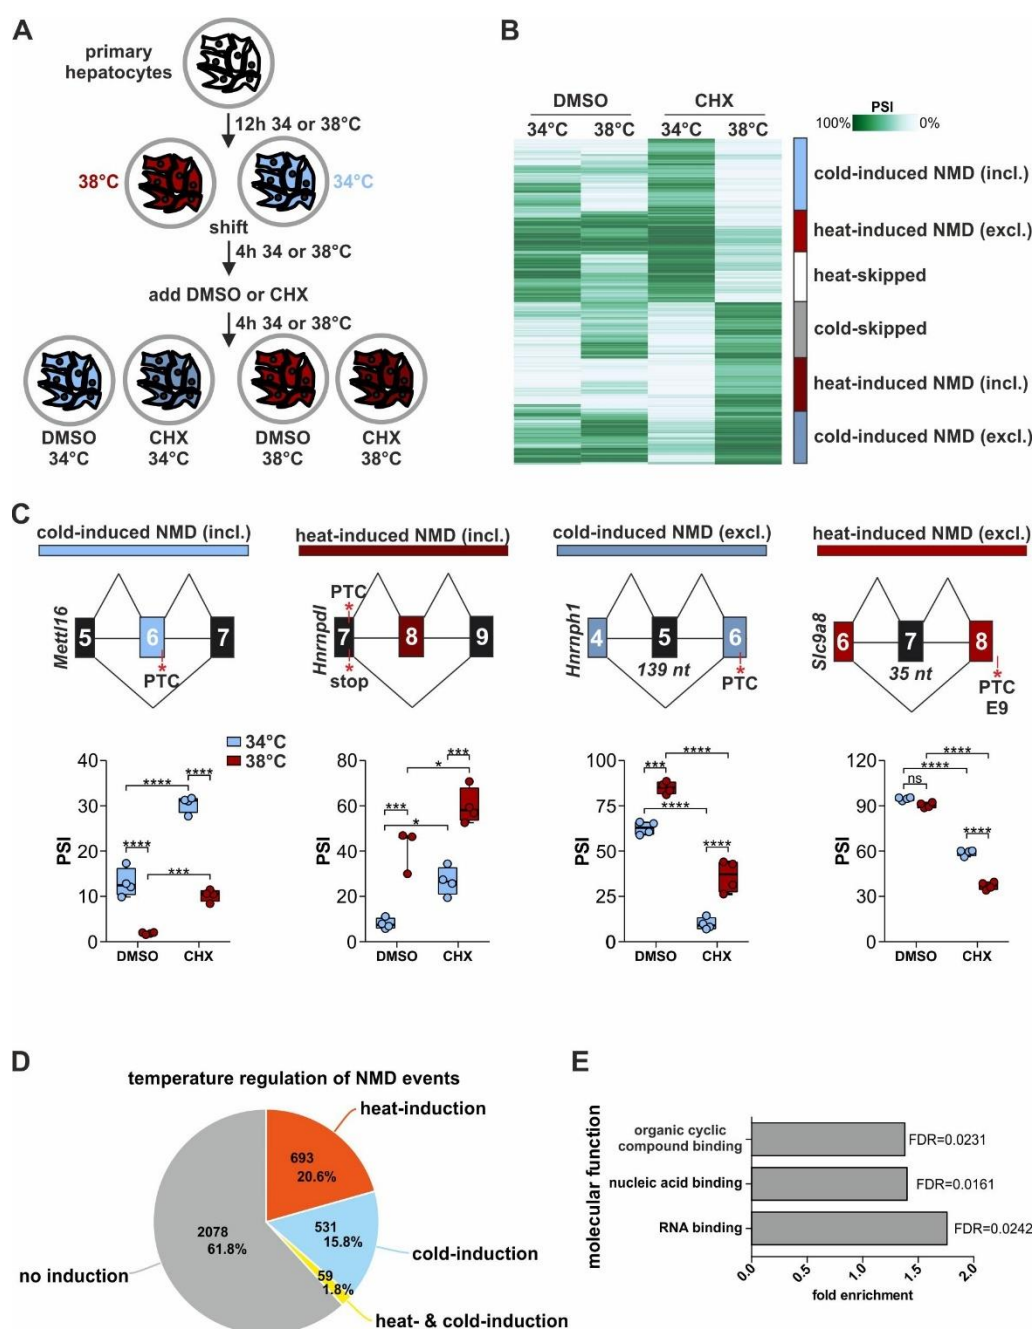 A
primary
hepatocytes
12h 34 or 38°C
38°C
34°C
shift
4h 34 or 38°C
add DMSO or CHX
4h 34 or 38°C
DMSO
34°C
CHX
34°C
DMSO
38°C
CHX
38°C
B
DMSO
CHX
34°C 38°C 34°C 38°C
PSI
100% 0%
cold-induced NMD (incl.)
heat-induced NMD (excl.)
heat-skipped
cold-skipped
heat-induced NMD (incl.)
cold-induced NMD (excl.)
C
cold-induced NMD (incl.)
Mettl16
5 6 7
*
PTC
34°C
38°C
PSI
40
30
20
10
0
****
****
****
***
DMSO CHX
heat-induced NMD (incl.)
Hnrnpdl
PTC
*
7 8 9
*
stop
PSI
80
60
40
20
0
***
*
***
*
DMSO CHX
cold-induced NMD (excl.)
Hnrnph1
4 5 6
139 nt
*
PTC
PSI
100
75
50
25
0
****
***
****
****
DMSO CHX
heat-induced NMD (excl.)
Slc9a8
6 7 8
35 nt
*
PTC
E9
PSI
120
90
60
30
0
****
****
ns
****
DMSO CHX
D
temperature regulation of NMD events
heat-induction
693
20.6%
531
15.8%
cold-induction
59
1.8%
heat- & cold-induction
2078
61.8%
no induction
E
molecular function
organic cyclic
compound binding
FDR=0.0231
nucleic acid binding
FDR=0.0161
RNA binding
FDR=0.0242
0.0 0.5 1.0 1.5 2.0
fold enrichment